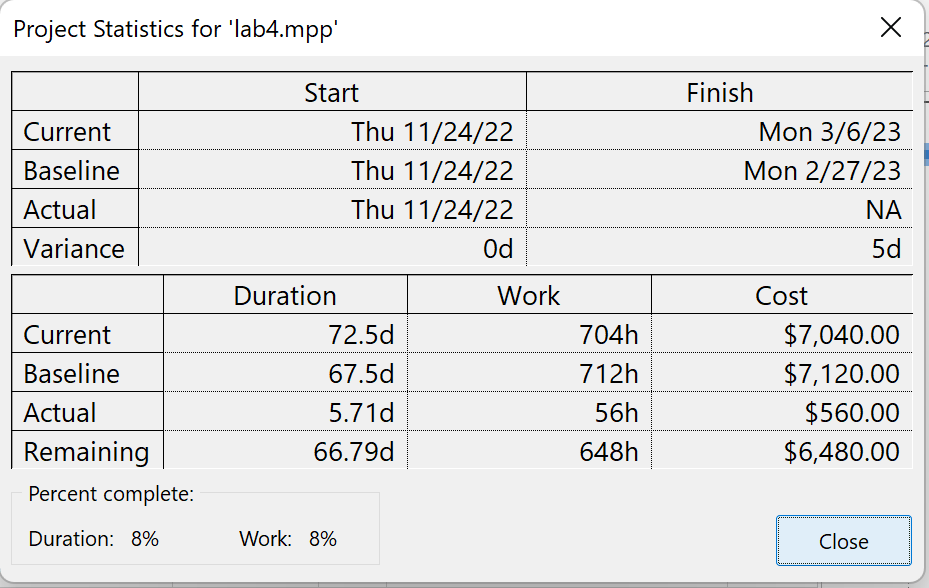 Project Statistics for 'lab4.mpp'
Start Finish
Current Thu 11/24/22 Mon 3/6/23
Baseline Thu 11/24/22 Mon 2/27/23
Actual Thu 11/24/22 NA
Variance 0d 5d
Duration Work Cost
Current 72.5d 704h $7,040.00
Baseline 67.5d 712h $7,120.00
Actual 5.71d 56h $560.00
Remaining 66.79d 648h $6,480.00
Percent complete:
Duration: 8% Work: 8%
Close